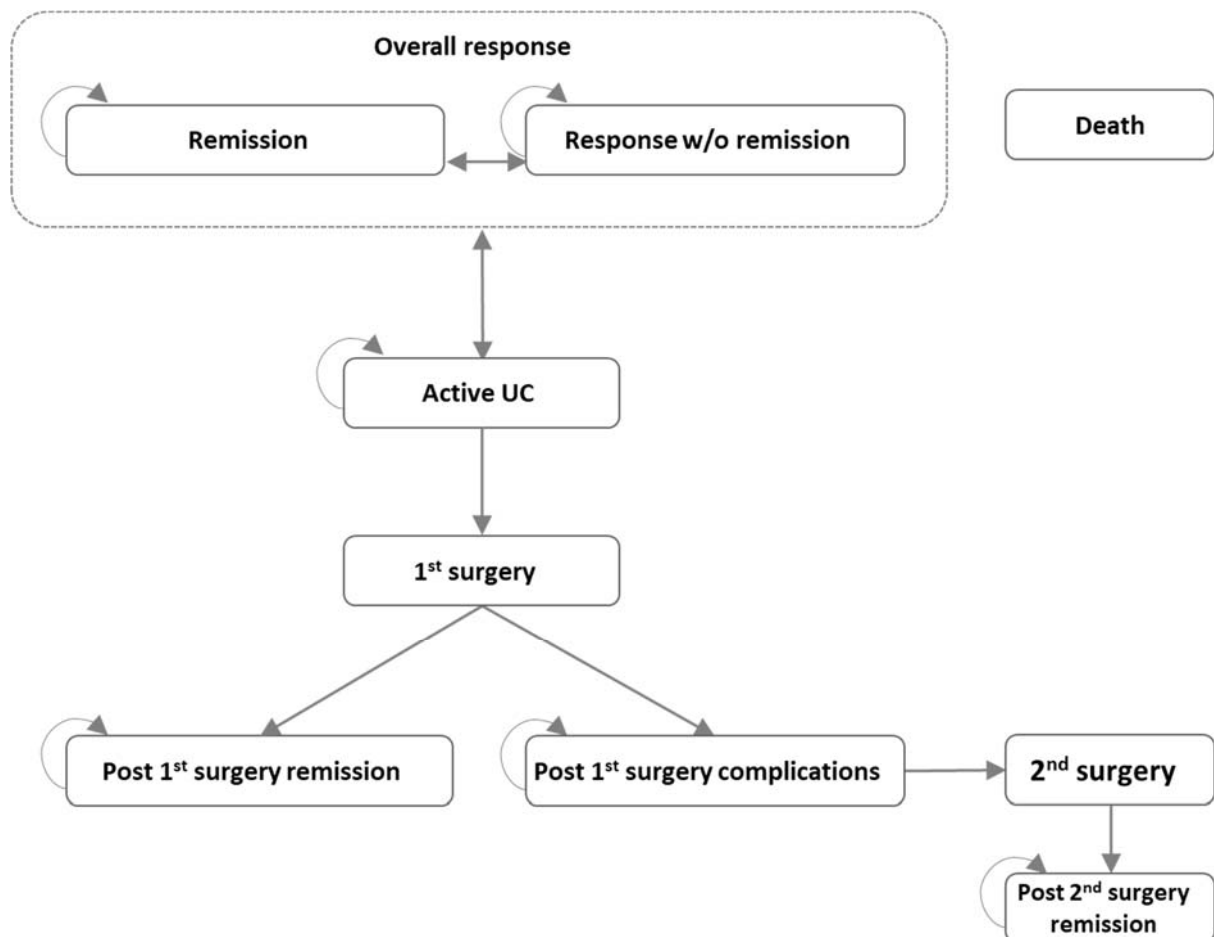 Overall response
Remission
Response w/o remission
Death
Active UC
1st surgery
Post 1st surgery remission
Post 1st surgery complications
2nd surgery
Post 2nd surgery
remission